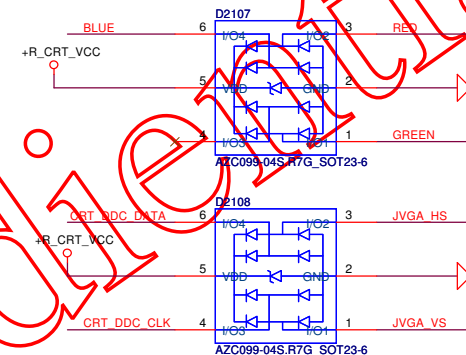 D2107
BLUE 6 I/O4 I/O2 3 RED
+R_CRT_VCC
5 VDD GND 2
4 I/O3 I/O1 1 GREEN
AZC099-04S.R7G_SOT23-6
D2108
CRT_DDC_DATA 6 I/O4 I/O2 3 JVGA_HS
+R_CRT_VCC
5 VDD GND 2
CRT_DDC_CLK 4 I/O3 I/O1 1 JVGA_VS
AZC099-04S.R7G_SOT23-6